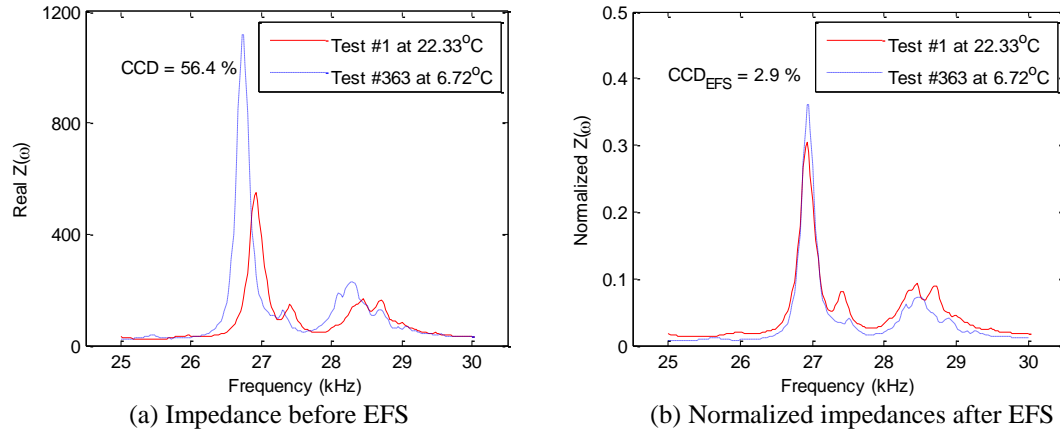 CCD = 56.4 %
Test #1 at 22.33°C
Test #363 at 6.72°C
Real Z(ω)
1200
800
400
0
25 26 27 28 29 30
Frequency (kHz)
(a) Impedance before EFS
CCD_EFS = 2.9 %
Test #1 at 22.33°C
Test #363 at 6.72°C
Normalized Z(ω)
0.5
0.4
0.3
0.2
0.1
0
25 26 27 28 29 30
Frequency (kHz)
(b) Normalized impedances after EFS